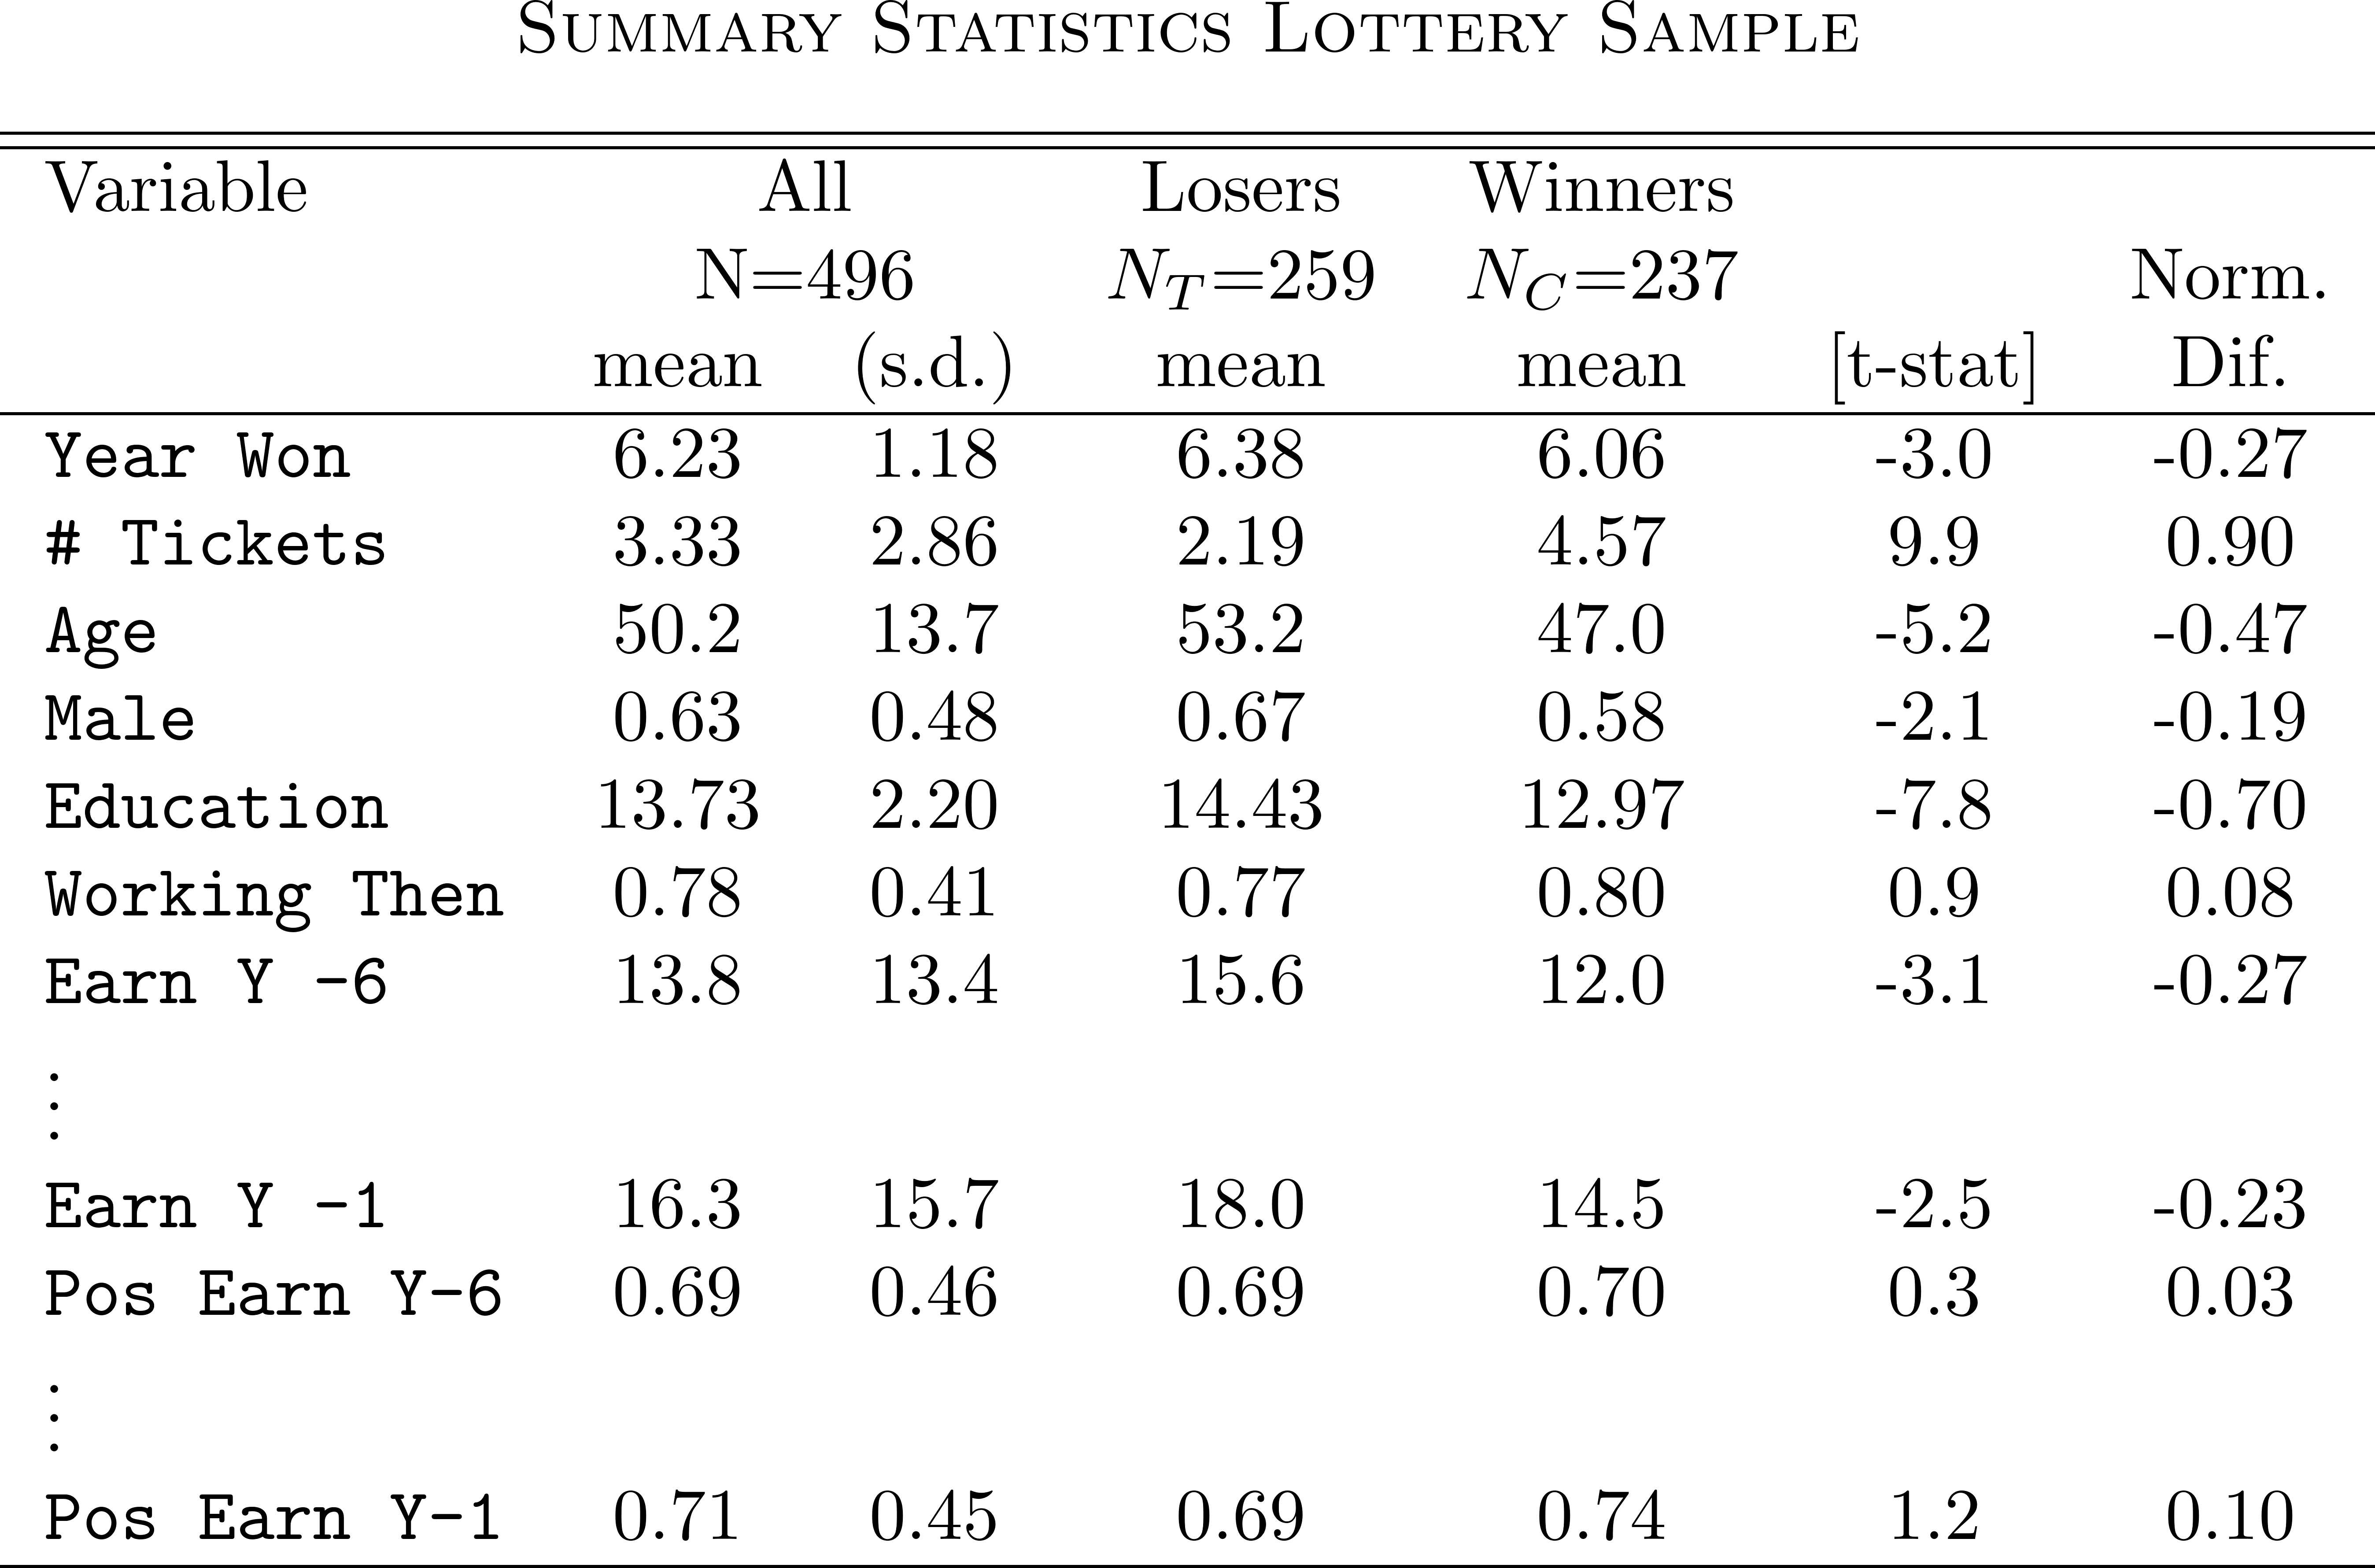 SUMMARY STATISTICS LOTTERY SAMPLE
Variable All Losers Winners
N=496 N_T=259 N_C=237 Norm.
mean (s.d.) mean mean [t-stat] Dif.
Year Won 6.23 1.18 6.38 6.06 -3.0 -0.27
# Tickets 3.33 2.86 2.19 4.57 9.9 0.90
Age 50.2 13.7 53.2 47.0 -5.2 -0.47
Male 0.63 0.48 0.67 0.58 -2.1 -0.19
Education 13.73 2.20 14.43 12.97 -7.8 -0.70
Working Then 0.78 0.41 0.77 0.80 0.9 0.08
Earn Y -6 13.8 13.4 15.6 12.0 -3.1 -0.27
⋮
Earn Y -1 16.3 15.7 18.0 14.5 -2.5 -0.23
Pos Earn Y-6 0.69 0.46 0.69 0.70 0.3 0.03
⋮
Pos Earn Y-1 0.71 0.45 0.69 0.74 1.2 0.10